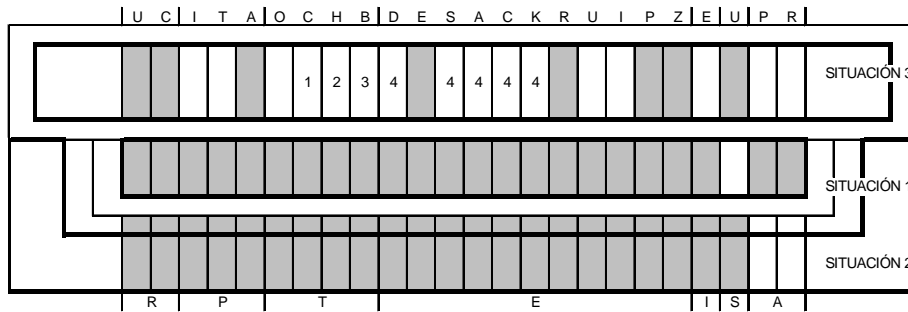 U C I T A O C H B D E S A C K R U I P Z E U P R
SITUACIÓN 3
1 2 3 4 4 4 4 4
SITUACIÓN 1
SITUACIÓN 2
R P T E I S A